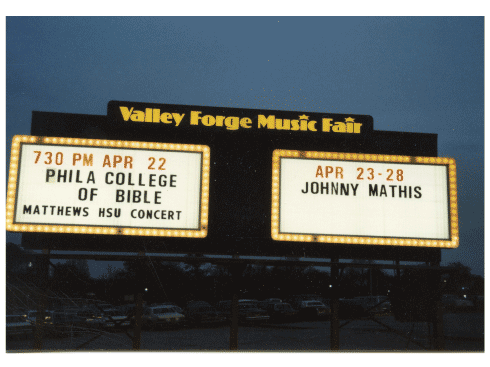 Valley Forge Music Fair
730 PM APR 22
PHILA COLLEGE
OF BIBLE
MATTHEWS HSU CONCERT
APR 23-28
JOHNNY MATHIS